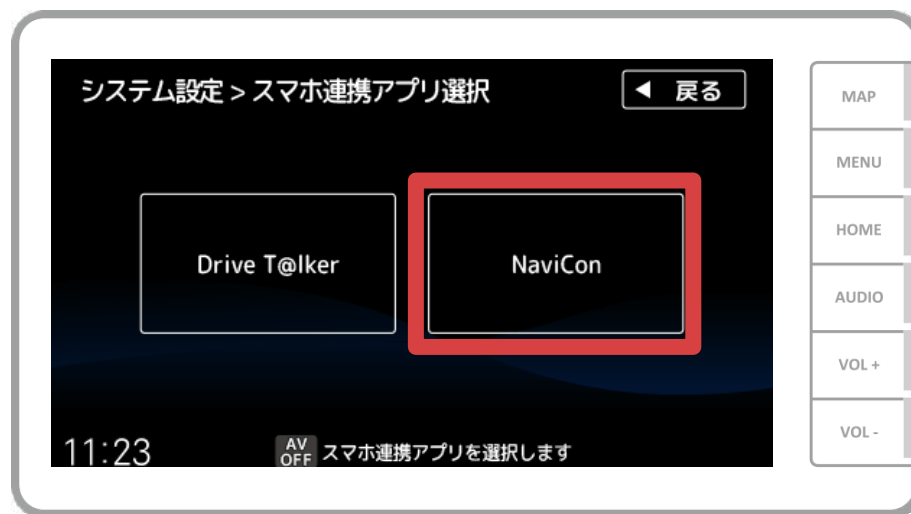 システム設定 > スマホ連携アプリ選択
◀ 戻る
Drive T@lker
NaviCon
11:23
AV OFF
スマホ連携アプリを選択します
MAP
MENU
HOME
AUDIO
VOL +
VOL -